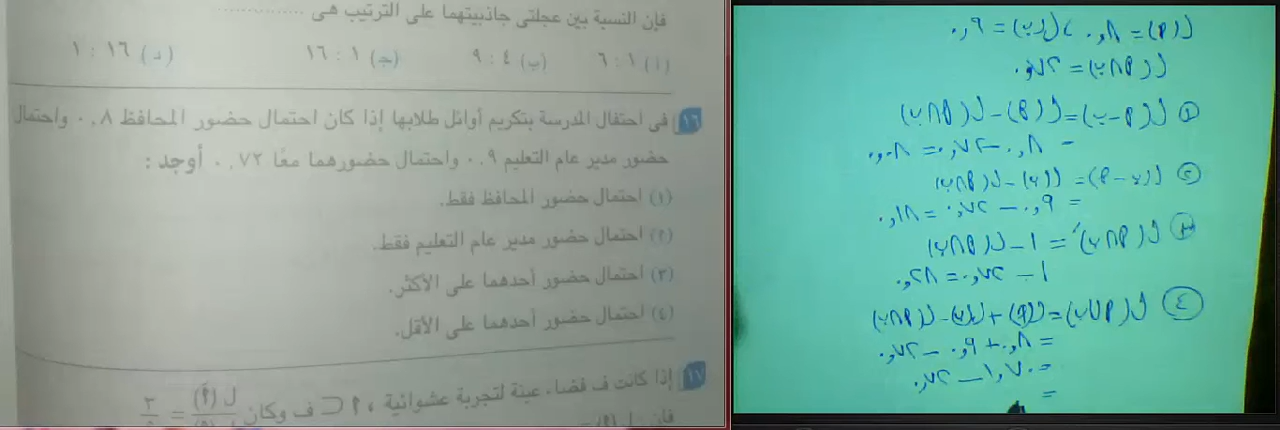 فإن النسبة بين عجلتى جاذبيتهما على الترتيب هى ..............
(أ) ١ : ٦ (ب) ٤ : ٩ (جـ) ١ : ١٦ (د) ١٦ : ١
١٦ فى احتفال المدرسة بتكريم أوائل طلابها إذا كان احتمال حضور المحافظ ٠,٨ واحتمال
حضور مدير عام التعليم ٠,٩ واحتمال حضورهما معًا ٠,٧٢ أوجد :
(١) احتمال حضور المحافظ فقط.
(٢) احتمال حضور مدير عام التعليم فقط.
(٣) احتمال حضور أحدهما على الأكثر.
(٤) احتمال حضور أحدهما على الأقل.
١٧ إذا كانت ف فضاء عينة لتجربة عشوائية ، أ ⊂ ف وكان ل(أ)
ل(أ) = ٠,٨ ، ل(ب) = ٠,٩
ل(أ∩ب) = ٠,٧٢
① ل(أ-ب) = ل(أ) - ل(أ∩ب)
= ٠,٨ - ٠,٧٢ = ٠,٠٨
② ل(ب-أ) = ل(ب) - ل(أ∩ب)
= ٠,٩ - ٠,٧٢ = ٠,١٨
③ ل(أ∩ب)َ = ١ - ل(أ∩ب)
١ - ٠,٧٢ = ٠,٢٨
④ ل(أ∪ب) = ل(أ) + ل(ب) - ل(أ∩ب)
= ٠,٨ + ٠,٩ - ٠,٧٢
= ١,٧٠ - ٠,٧٢
=